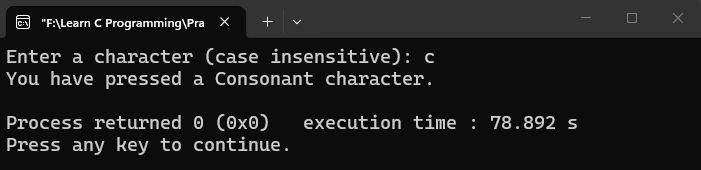 "F:\Learn C Programming\Pra
Enter a character (case insensitive): c
You have pressed a Consonant character.
Process returned 0 (0x0)   execution time : 78.892 s
Press any key to continue.